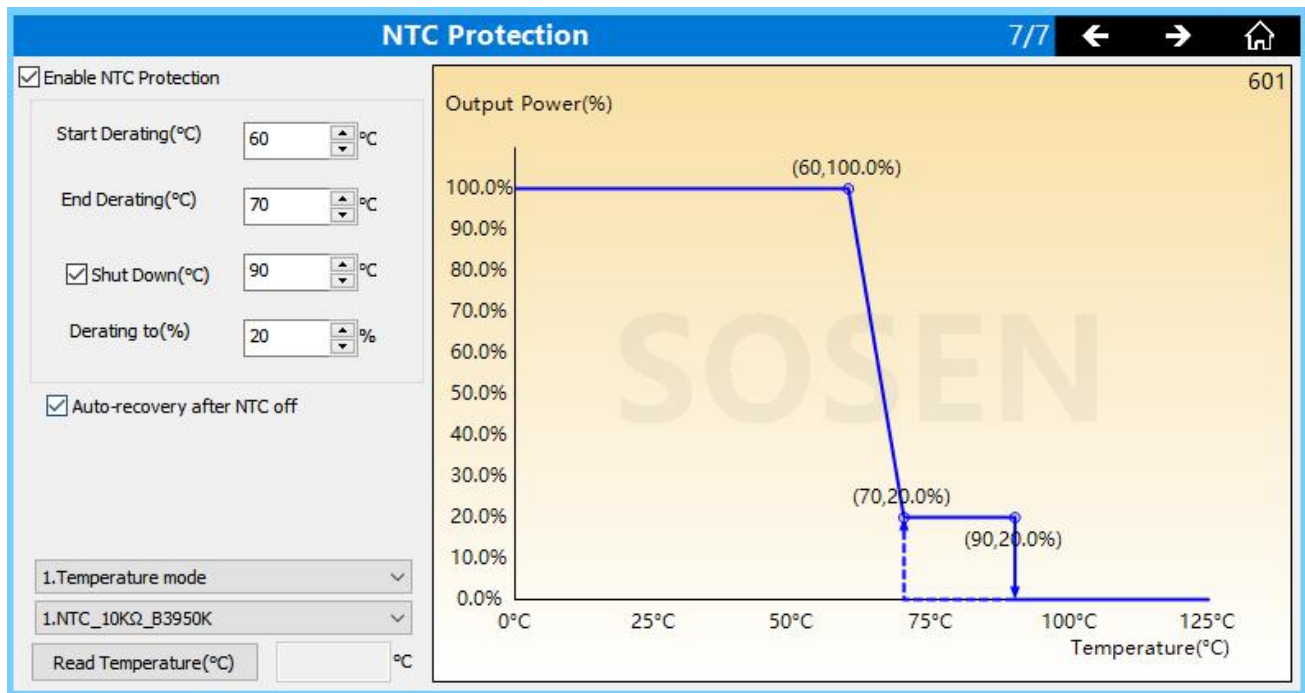 NTC Protection
7/7
Enable NTC Protection
Start Derating(°C) 60 °C
End Derating(°C) 70 °C
Shut Down(°C) 90 °C
Derating to(%) 20 %
Auto-recovery after NTC off
1.Temperature mode
1.NTC_10KΩ_B3950K
Read Temperature(°C) °C
601
Output Power(%)
(60,100.0%)
100.0%
90.0%
80.0%
70.0%
60.0%
50.0%
40.0%
30.0%
(70,20.0%)
20.0%
(90,20.0%)
10.0%
0.0%
0°C 25°C 50°C 75°C 100°C 125°C
Temperature(°C)
SOSEN